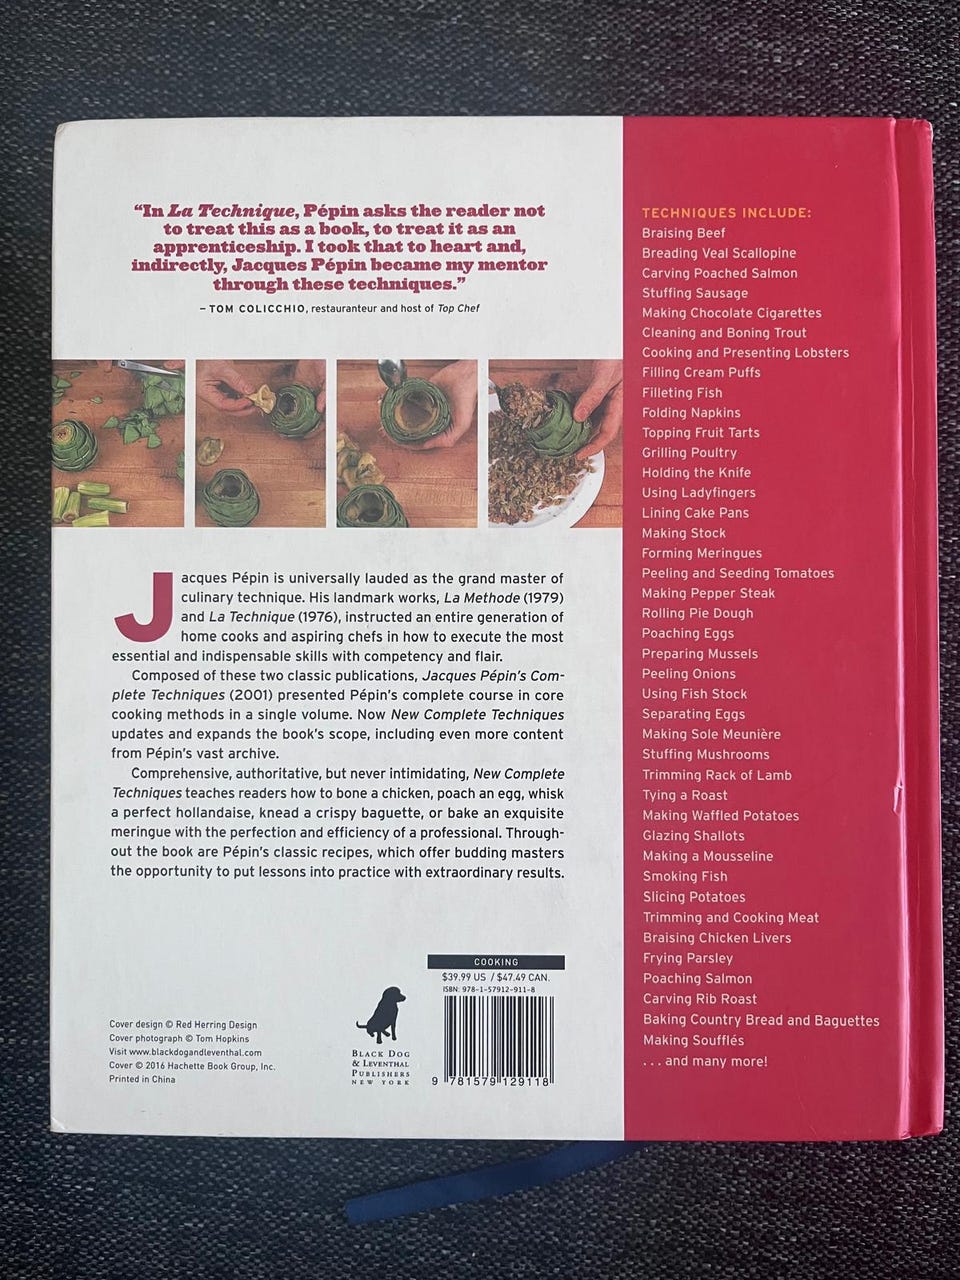 “In La Technique, Pépin asks the reader not
to treat this as a book, to treat it as an
apprenticeship. I took that to heart and,
indirectly, Jacques Pépin became my mentor
through these techniques.”
– TOM COLICCHIO, restauranteur and host of Top Chef
Jacques Pépin is universally lauded as the grand master of
culinary technique. His landmark works, La Methode (1979)
and La Technique (1976), instructed an entire generation of
home cooks and aspiring chefs in how to execute the most
essential and indispensable skills with competency and flair.
Composed of these two classic publications, Jacques Pépin’s Com-
plete Techniques (2001) presented Pépin’s complete course in core
cooking methods in a single volume. Now New Complete Techniques
updates and expands the book’s scope, including even more content
from Pépin’s vast archive.
Comprehensive, authoritative, but never intimidating, New Complete
Techniques teaches readers how to bone a chicken, poach an egg, whisk
a perfect hollandaise, knead a crispy baguette, or bake an exquisite
meringue with the perfection and efficiency of a professional. Through-
out the book are Pépin’s classic recipes, which offer budding masters
the opportunity to put lessons into practice with extraordinary results.
Cover design © Red Herring Design
Cover photograph © Tom Hopkins
Visit www.blackdogandleventhal.com
Cover © 2016 Hachette Book Group, Inc.
Printed in China
BLACK DOG
& LEVENTHAL
PUBLISHERS
NEW YORK
COOKING
$39.99 US / $47.49 CAN.
ISBN: 978-1-57912-911-8
9 781579 129118
TECHNIQUES INCLUDE:
Braising Beef
Breading Veal Scallopine
Carving Poached Salmon
Stuffing Sausage
Making Chocolate Cigarettes
Cleaning and Boning Trout
Cooking and Presenting Lobsters
Filling Cream Puffs
Filleting Fish
Folding Napkins
Topping Fruit Tarts
Grilling Poultry
Holding the Knife
Using Ladyfingers
Lining Cake Pans
Making Stock
Forming Meringues
Peeling and Seeding Tomatoes
Making Pepper Steak
Rolling Pie Dough
Poaching Eggs
Preparing Mussels
Peeling Onions
Using Fish Stock
Separating Eggs
Making Sole Meunière
Stuffing Mushrooms
Trimming Rack of Lamb
Tying a Roast
Making Waffled Potatoes
Glazing Shallots
Making a Mousseline
Smoking Fish
Slicing Potatoes
Trimming and Cooking Meat
Braising Chicken Livers
Frying Parsley
Poaching Salmon
Carving Rib Roast
Baking Country Bread and Baguettes
Making Soufflés
. . . and many more!